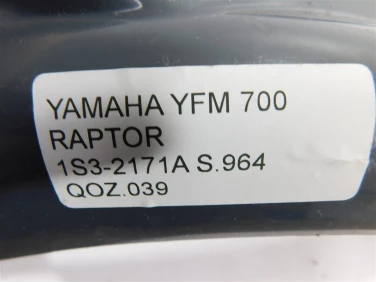 YAMAHA YFM 700
RAPTOR
1S3-2171A S.964
QOZ.039